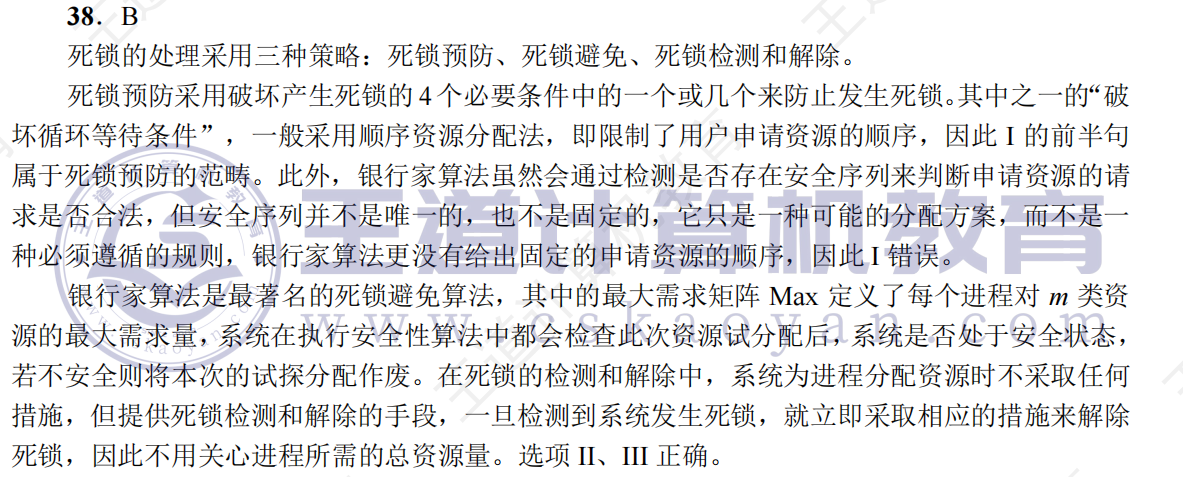 38． B
死锁的处理采用三种策略：死锁预防、死锁避免、死锁检测和解除。
死锁预防采用破坏产生死锁的 4 个必要条件中的一个或几个来防止发生死锁。其中之一的“破
坏循环等待条件”，一般采用顺序资源分配法，即限制了用户申请资源的顺序，因此 I 的前半句
属于死锁预防的范畴。此外，银行家算法虽然会通过检测是否存在安全序列来判断申请资源的请
求是否合法，但安全序列并不是唯一的，也不是固定的，它只是一种可能的分配方案，而不是一
种必须遵循的规则，银行家算法更没有给出固定的申请资源的顺序，因此 I 错误。
银行家算法是最著名的死锁避免算法，其中的最大需求矩阵 Max 定义了每个进程对 m 类资
源的最大需求量，系统在执行安全性算法中都会检查此次资源试分配后，系统是否处于安全状态，
若不安全则将本次的试探分配作废。在死锁的检测和解除中，系统为进程分配资源时不采取任何
措施，但提供死锁检测和解除的手段，一旦检测到系统发生死锁，就立即采取相应的措施来解除
死锁，因此不用关心进程所需的总资源量。选项 II、III 正确。
王道计算机教育
www.cskaoyan.com